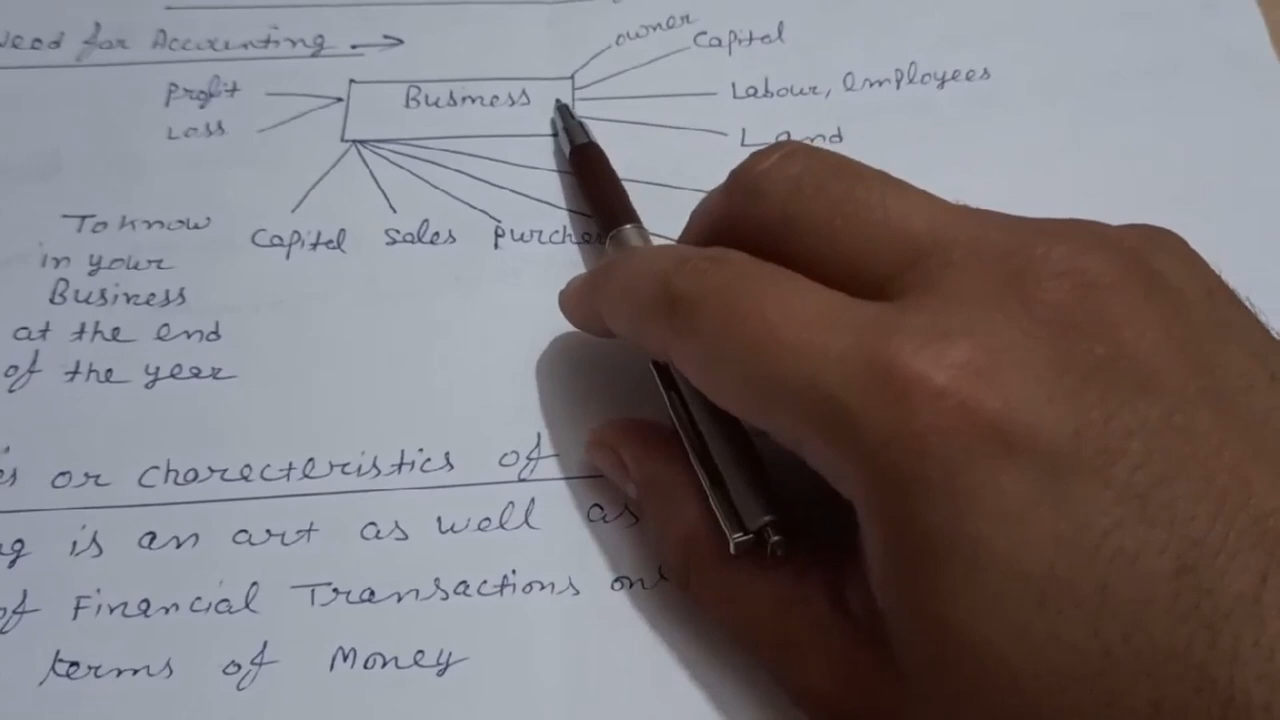 Need for Accounting →
owner
Capital
Profit
Business
Labour, employees
Loss
Land
To Know
Capital sales purches
in your
Business
at the end
of the year
or charecteristics of
is an art as well as
of Financial Transactions
terms of Money